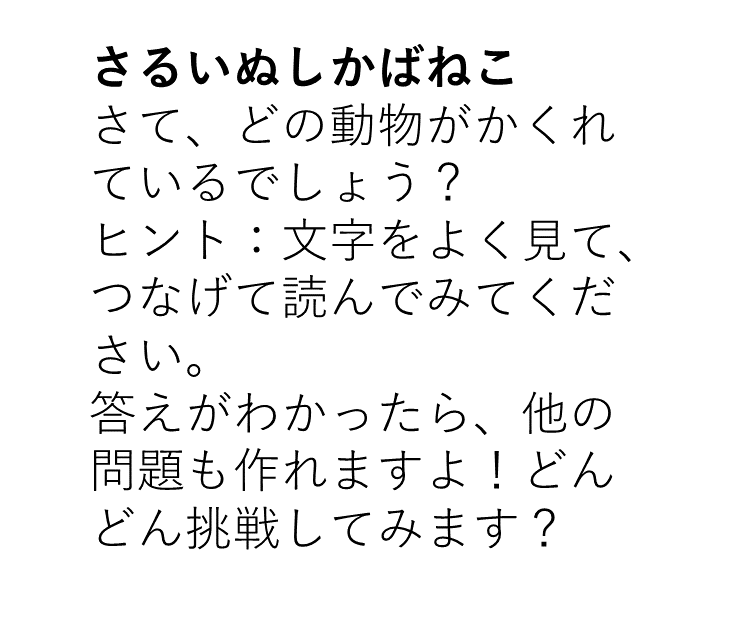 さるいぬしかばねこ
さて、どの動物がかくれ
ているでしょう？
ヒント：文字をよく見て、
つなげて読んでみてくだ
さい。
答えがわかったら、他の
問題も作れますよ！どん
どん挑戦してみます？